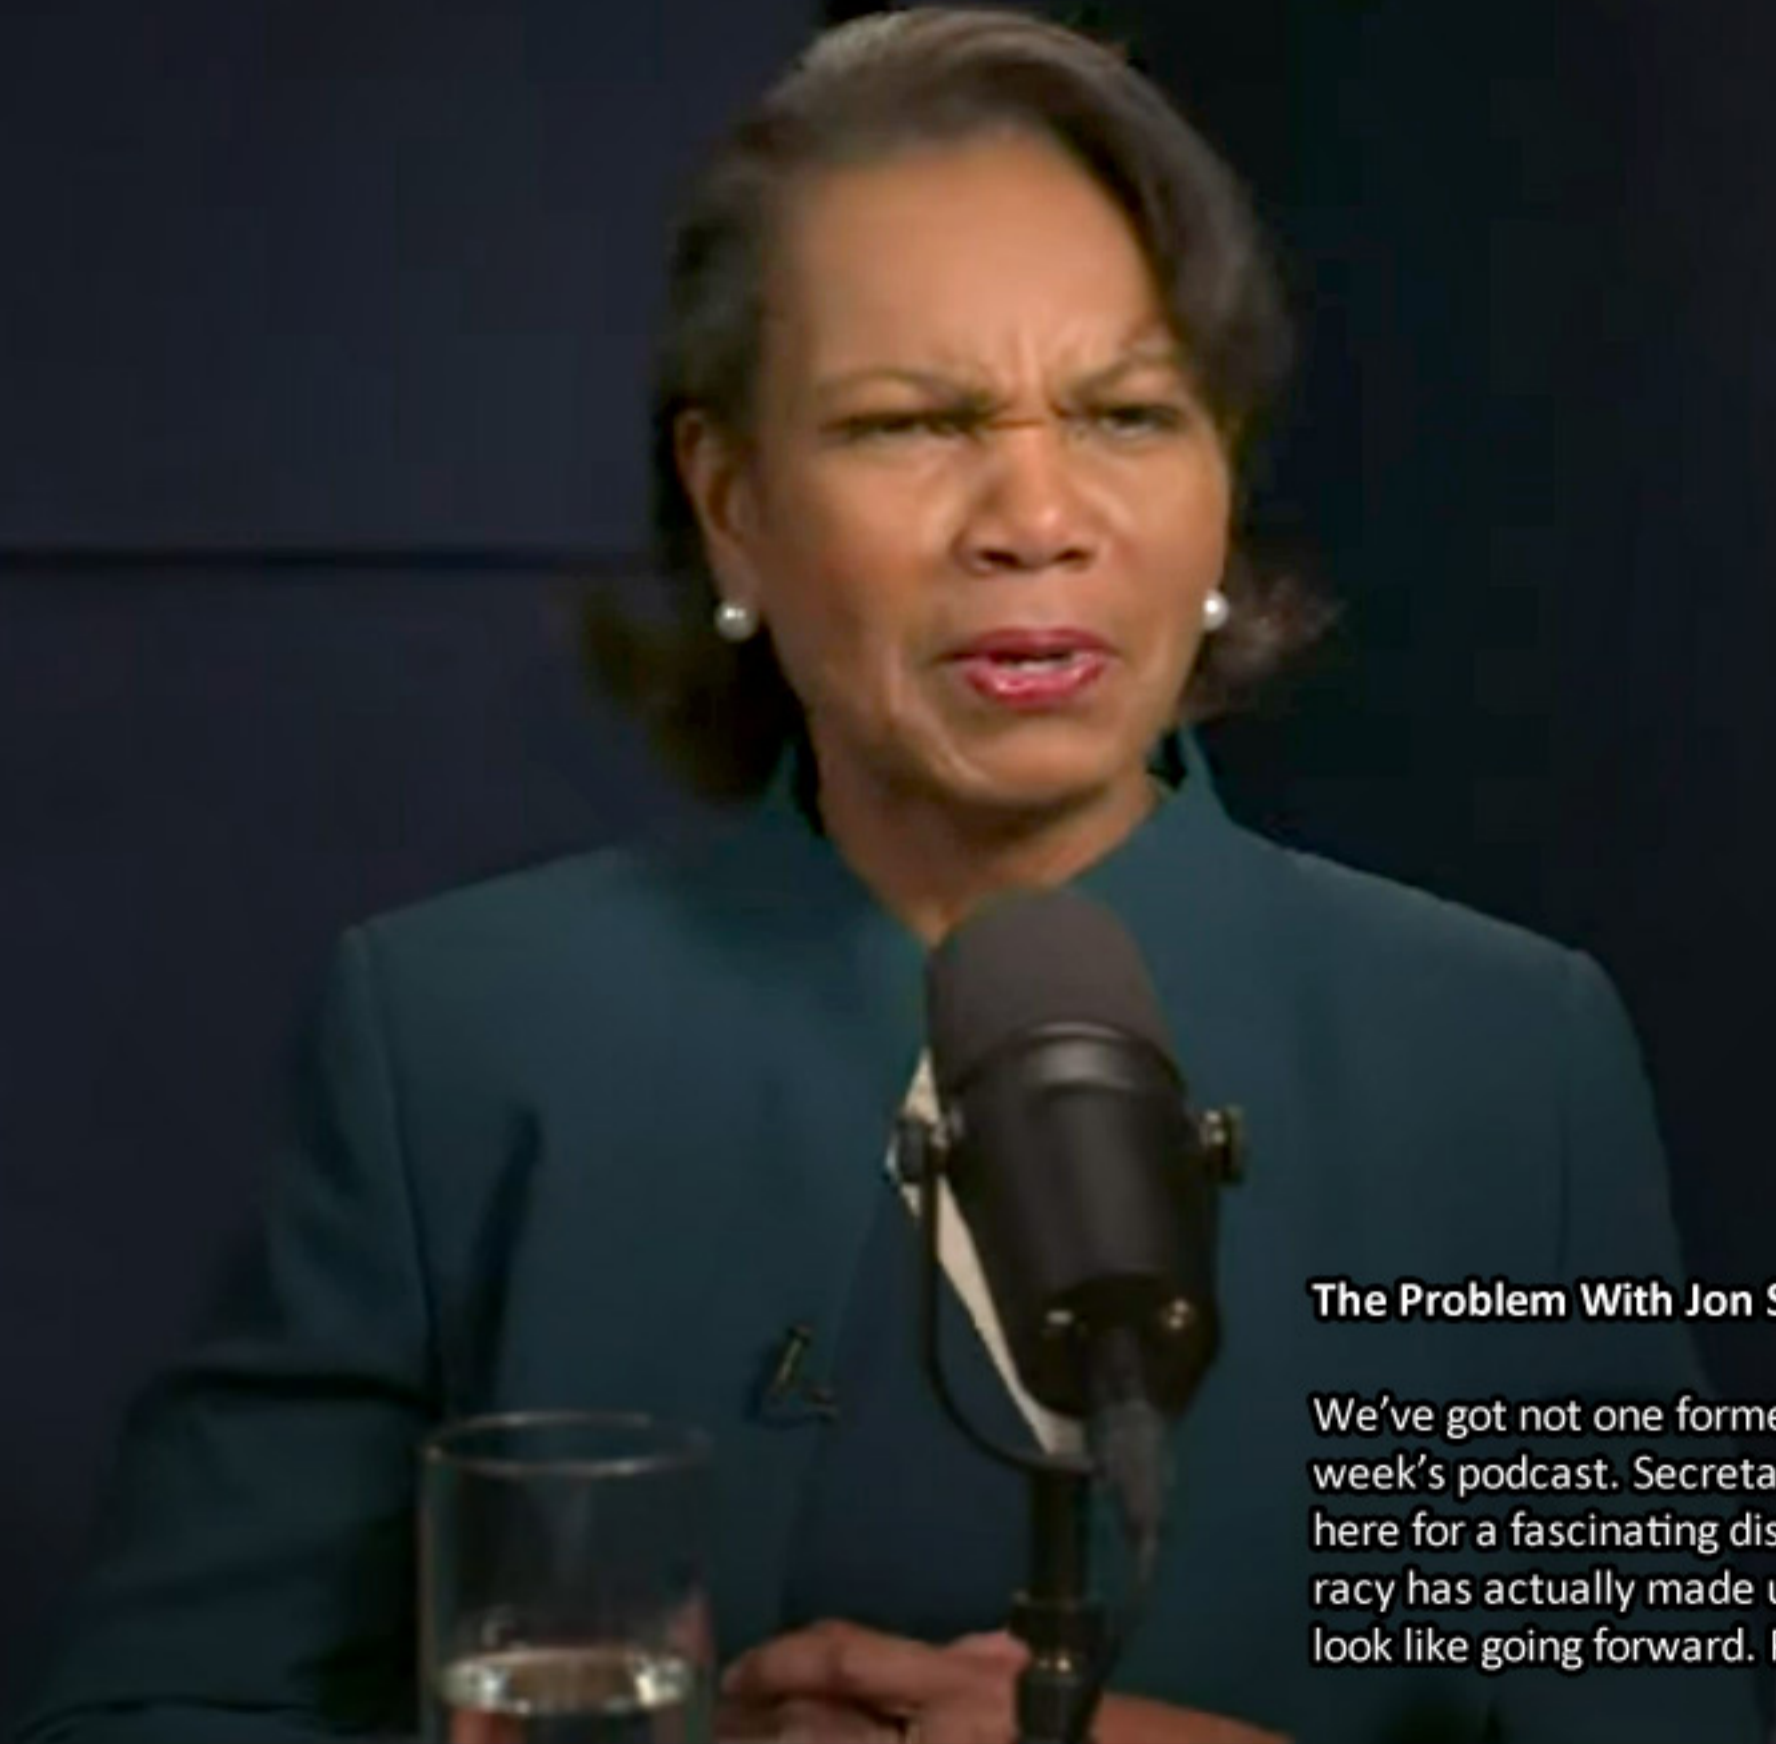 The Problem With Jon
We've got not one
week's podcast.
here for a fascinating
racy has actually made
look like going forward.